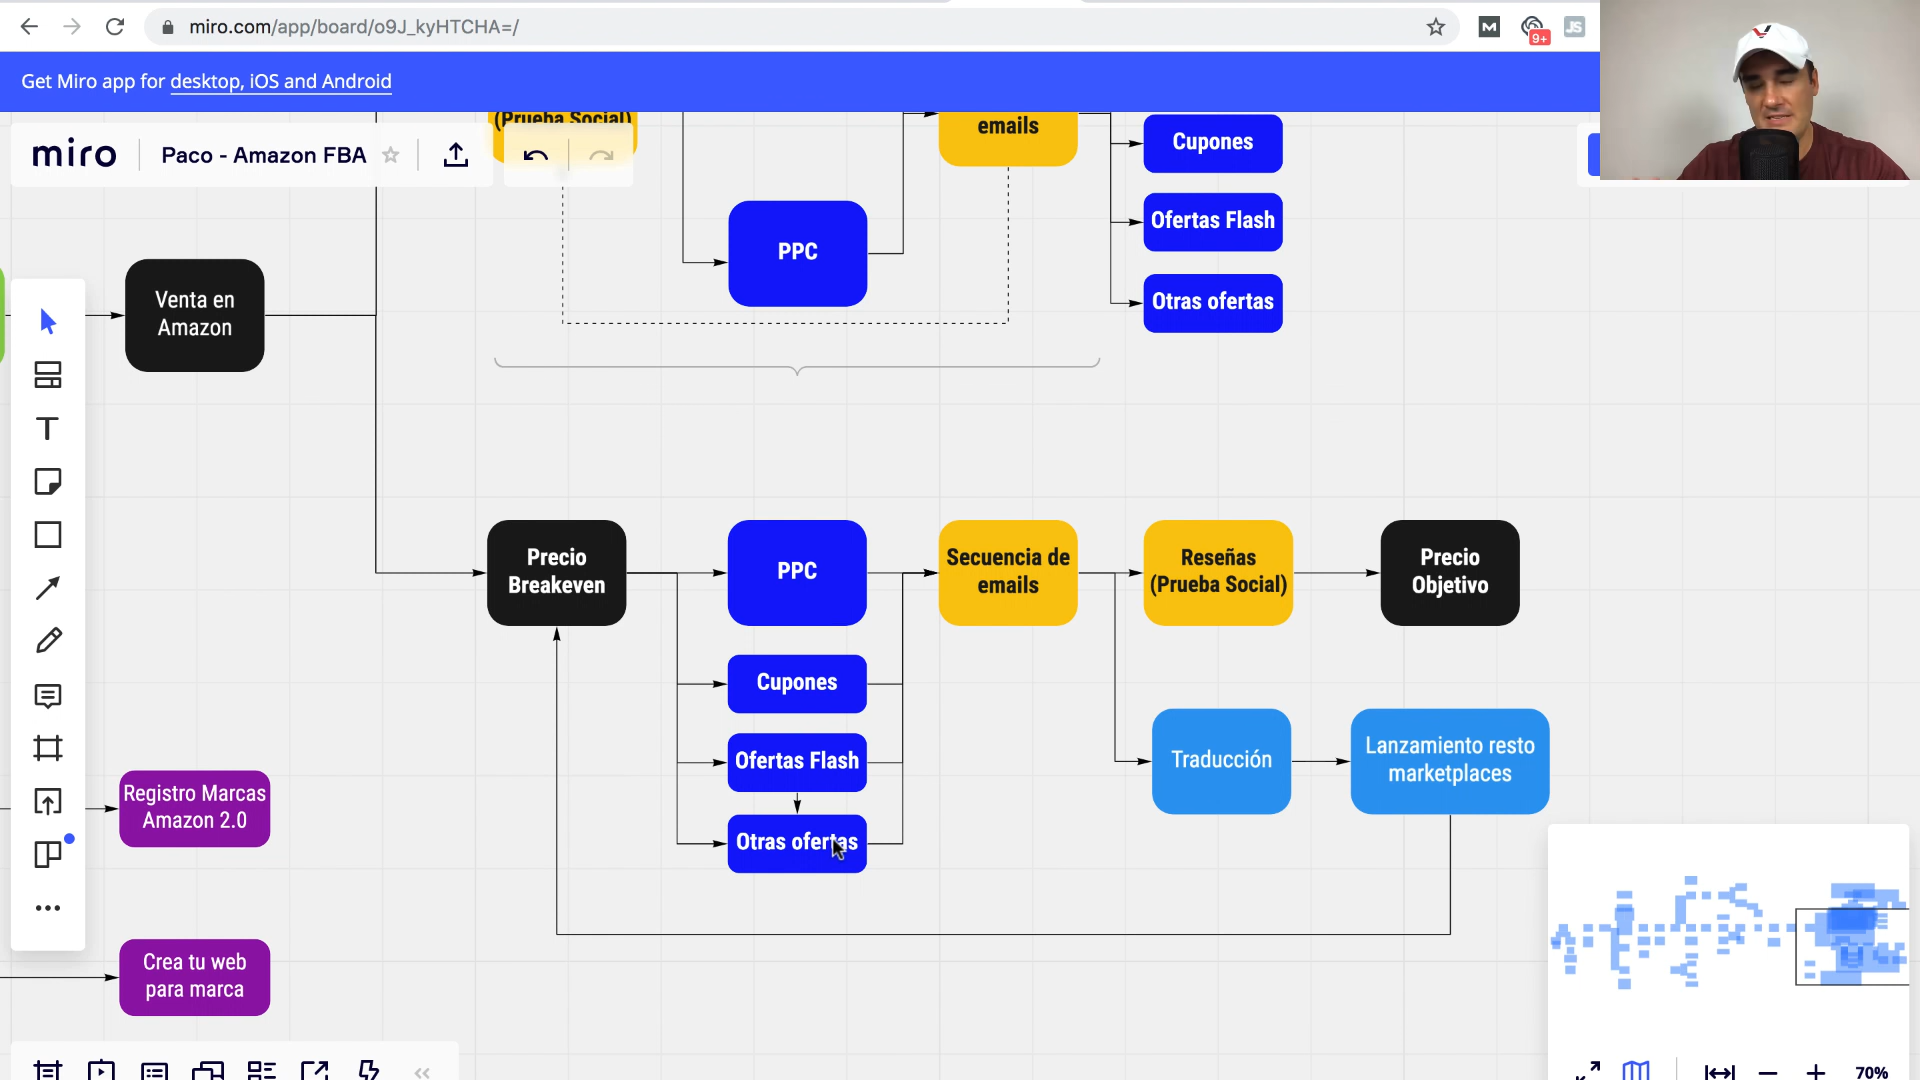 miro.com/app/board/o9J_kyHTCHA=/
M
9+
JS
Get Miro app for desktop, iOS and Android
miro
Paco - Amazon FBA
(Prueba Social)
emails
Cupones
Ofertas Flash
Otras ofertas
PPC
Venta en
Amazon
T
Precio
Breakeven
PPC
Secuencia de
emails
Reseñas
(Prueba Social)
Precio
Objetivo
Cupones
Ofertas Flash
Otras ofertas
Traducción
Lanzamiento resto
marketplaces
Registro Marcas
Amazon 2.0
Crea tu web
para marca
70%